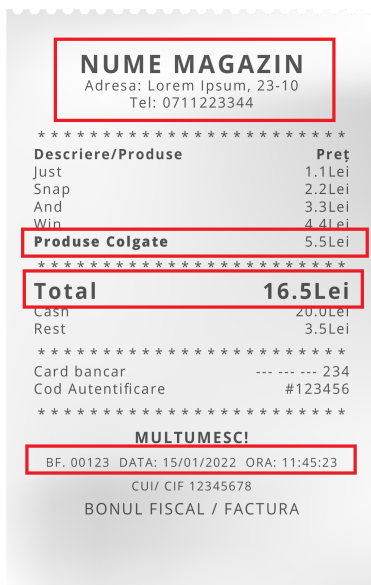 NUME MAGAZIN
Adresa: Lorem Ipsum, 23-10
Tel: 0711223344
* * * * * * * * * * * * * * * * * * * * * * * *
Descriere/Produse Preț
Just 1.1Lei
Snap 2.2Lei
And 3.3Lei
Win 4.4Lei
Produse Colgate 5.5Lei
* * * * * * * * * * * * * * * * * * * * * * * *
Total 16.5Lei
Cash 20.0Lei
Rest 3.5Lei
* * * * * * * * * * * * * * * * * * * * * * * *
Card bancar --- --- --- 234
Cod Autentificare #123456
* * * * * * * * * * * * * * * * * * * * * * * *
MULTUMESC!
BF. 00123 DATA: 15/01/2022 ORA: 11:45:23
CUI/ CIF 12345678
BONUL FISCAL / FACTURA